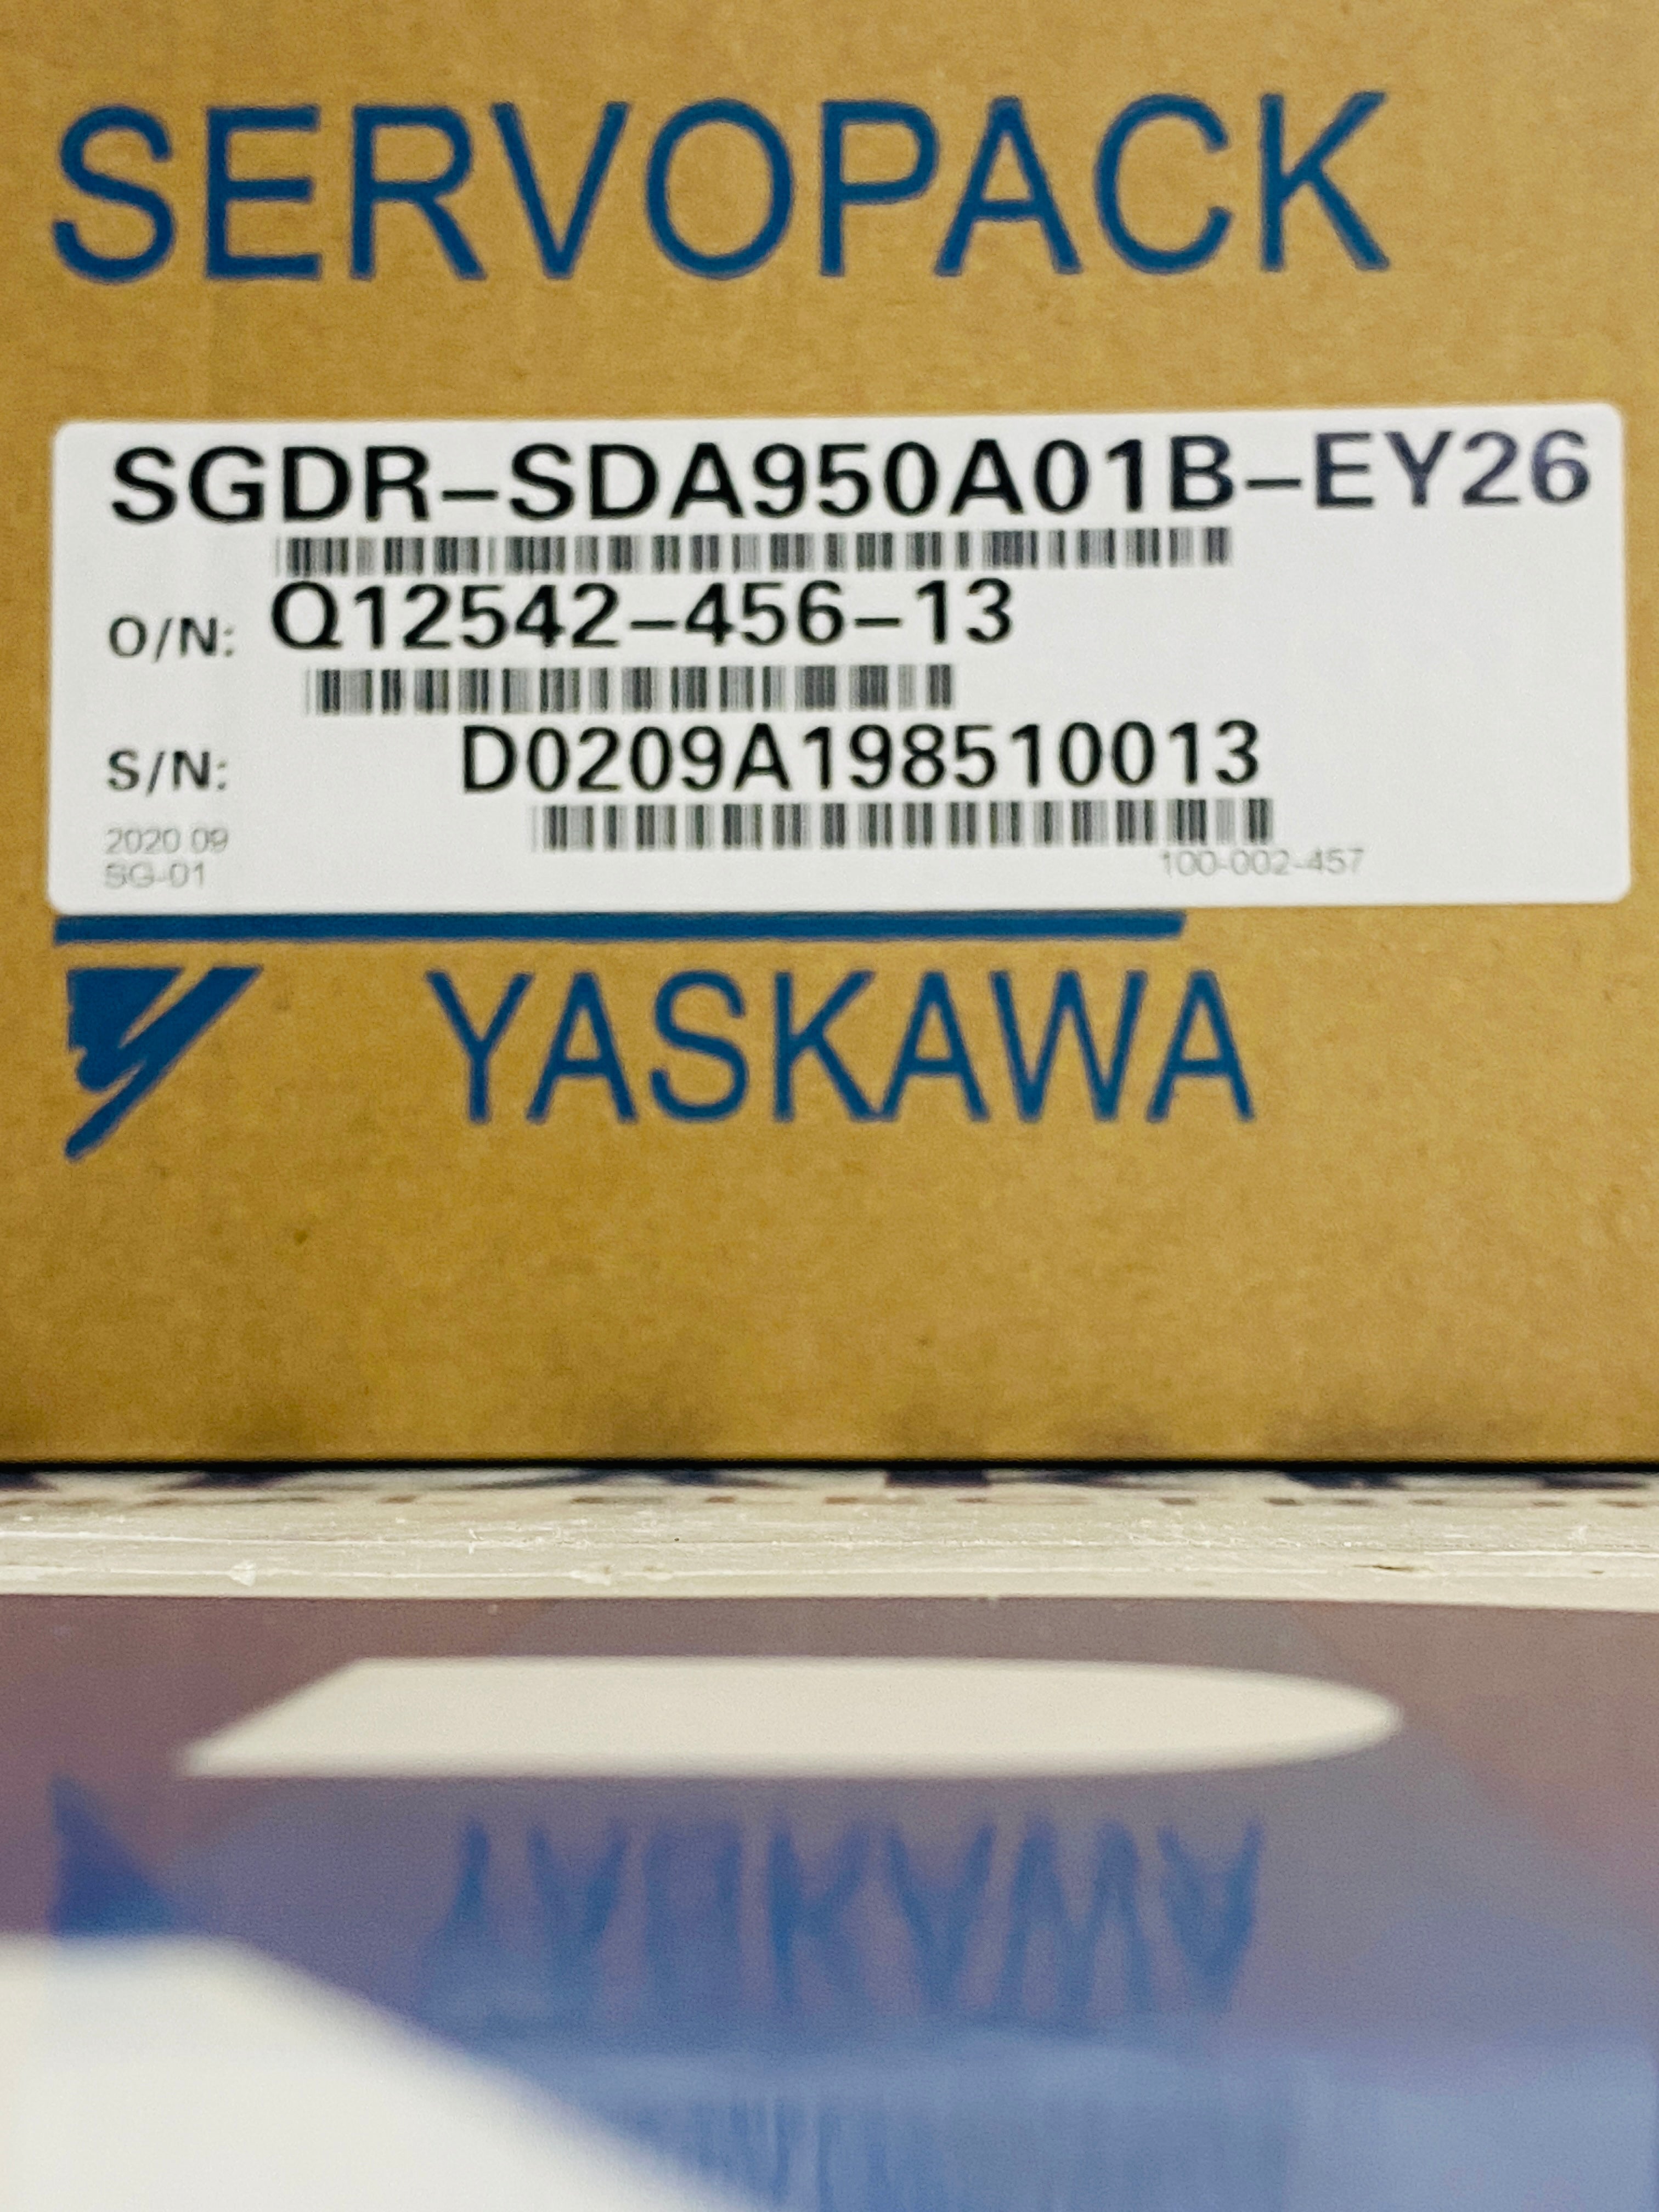 SERVOPACK
SGDR-SDA950A01B-EY26
O/N: Q12542-456-13
S/N: D0209A198510013
2020 09
SG-01
100-002-457
YASKAWA